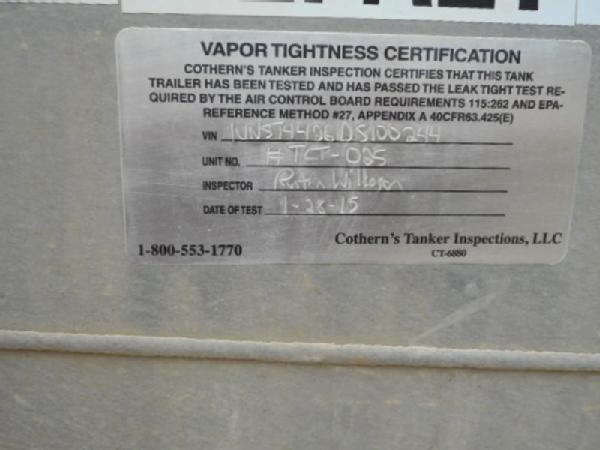 VAPOR TIGHTNESS CERTIFICATION
COTHERN'S TANKER INSPECTION CERTIFIES THAT THIS TANK
TRAILER HAS BEEN TESTED AND HAS PASSED THE LEAK TIGHT TEST RE-
QUIRED BY THE AIR CONTROL BOARD REQUIREMENTS 115:262 AND EPA-
REFERENCE METHOD #27, APPENDIX A 40CFR63.425(E)
VIN
UNIT NO. #TCT-025
INSPECTOR
DATE OF TEST 1-28-15
1-800-553-1770
Cothern's Tanker Inspections, LLC
CT-6880